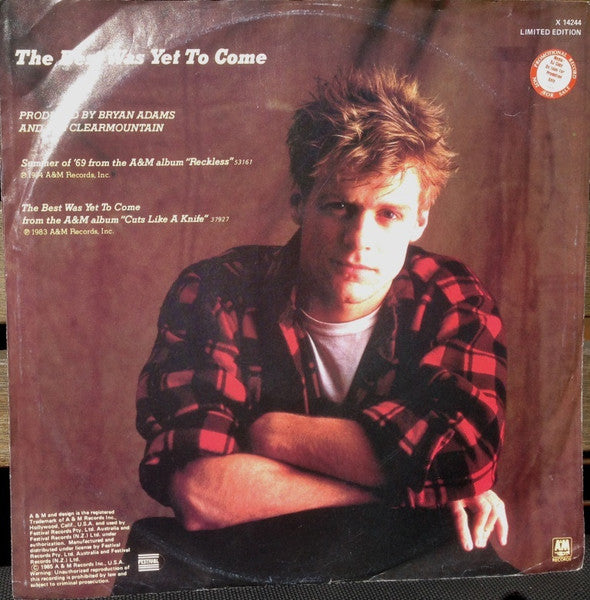 X 14244
LIMITED EDITION
The Best Was Yet To Come
PROMOTIONAL RECORD
NOT FOR SALE
PRODUCED BY BRYAN ADAMS
AND CLEARMOUNTAIN
Summer of '69 from the A&M album "Reckless" 53161
℗ 1984 A&M Records, Inc.
The Best Was Yet To Come
from the A&M album "Cuts Like A Knife" 37927
℗ 1983 A&M Records, Inc.
A & M and design is the registered
Trademark of A & M Records Inc.,
Hollywood, Calif., U.S.A. and used by
Festival Records Pty. Ltd. Australia and
Festival Records (N.Z.) Ltd. under
authorisation. Manufactured and
distributed under license by Festival
Records Pty. Ltd. Australia and Festival
Records (N.Z.) Ltd.
© 1985 A & M Records Inc., U.S.A.
Warning: Unauthorized reproduction of
this recording is prohibited by law and
subject to criminal prosecution.
FESTIVAL
A&M
RECORDS